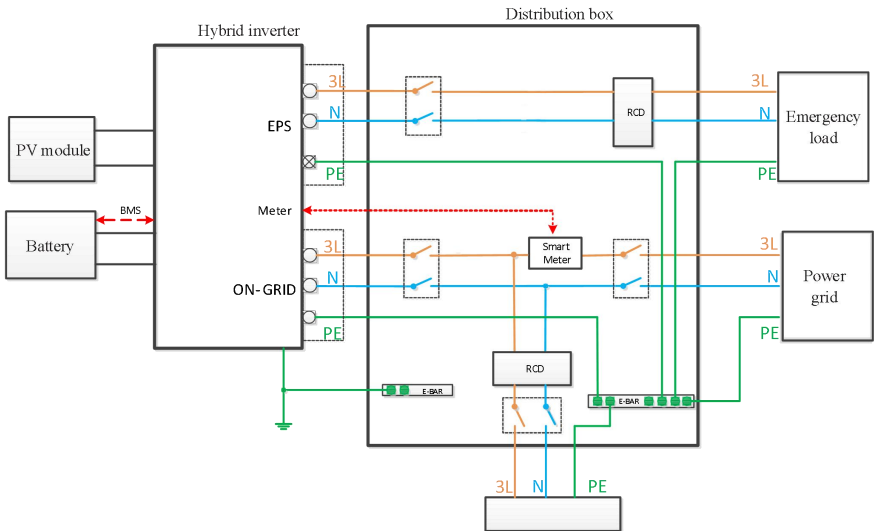 Distribution box
Hybrid inverter
3L
3L
N
N
RCD
EPS
Emergency
load
PV module
PE
PE
BMS
Meter
Battery
3L
Smart
Meter
3L
N
N
ON-GRID
Power
grid
PE
PE
RCD
E-BAR
E-BAR
3L
N
PE